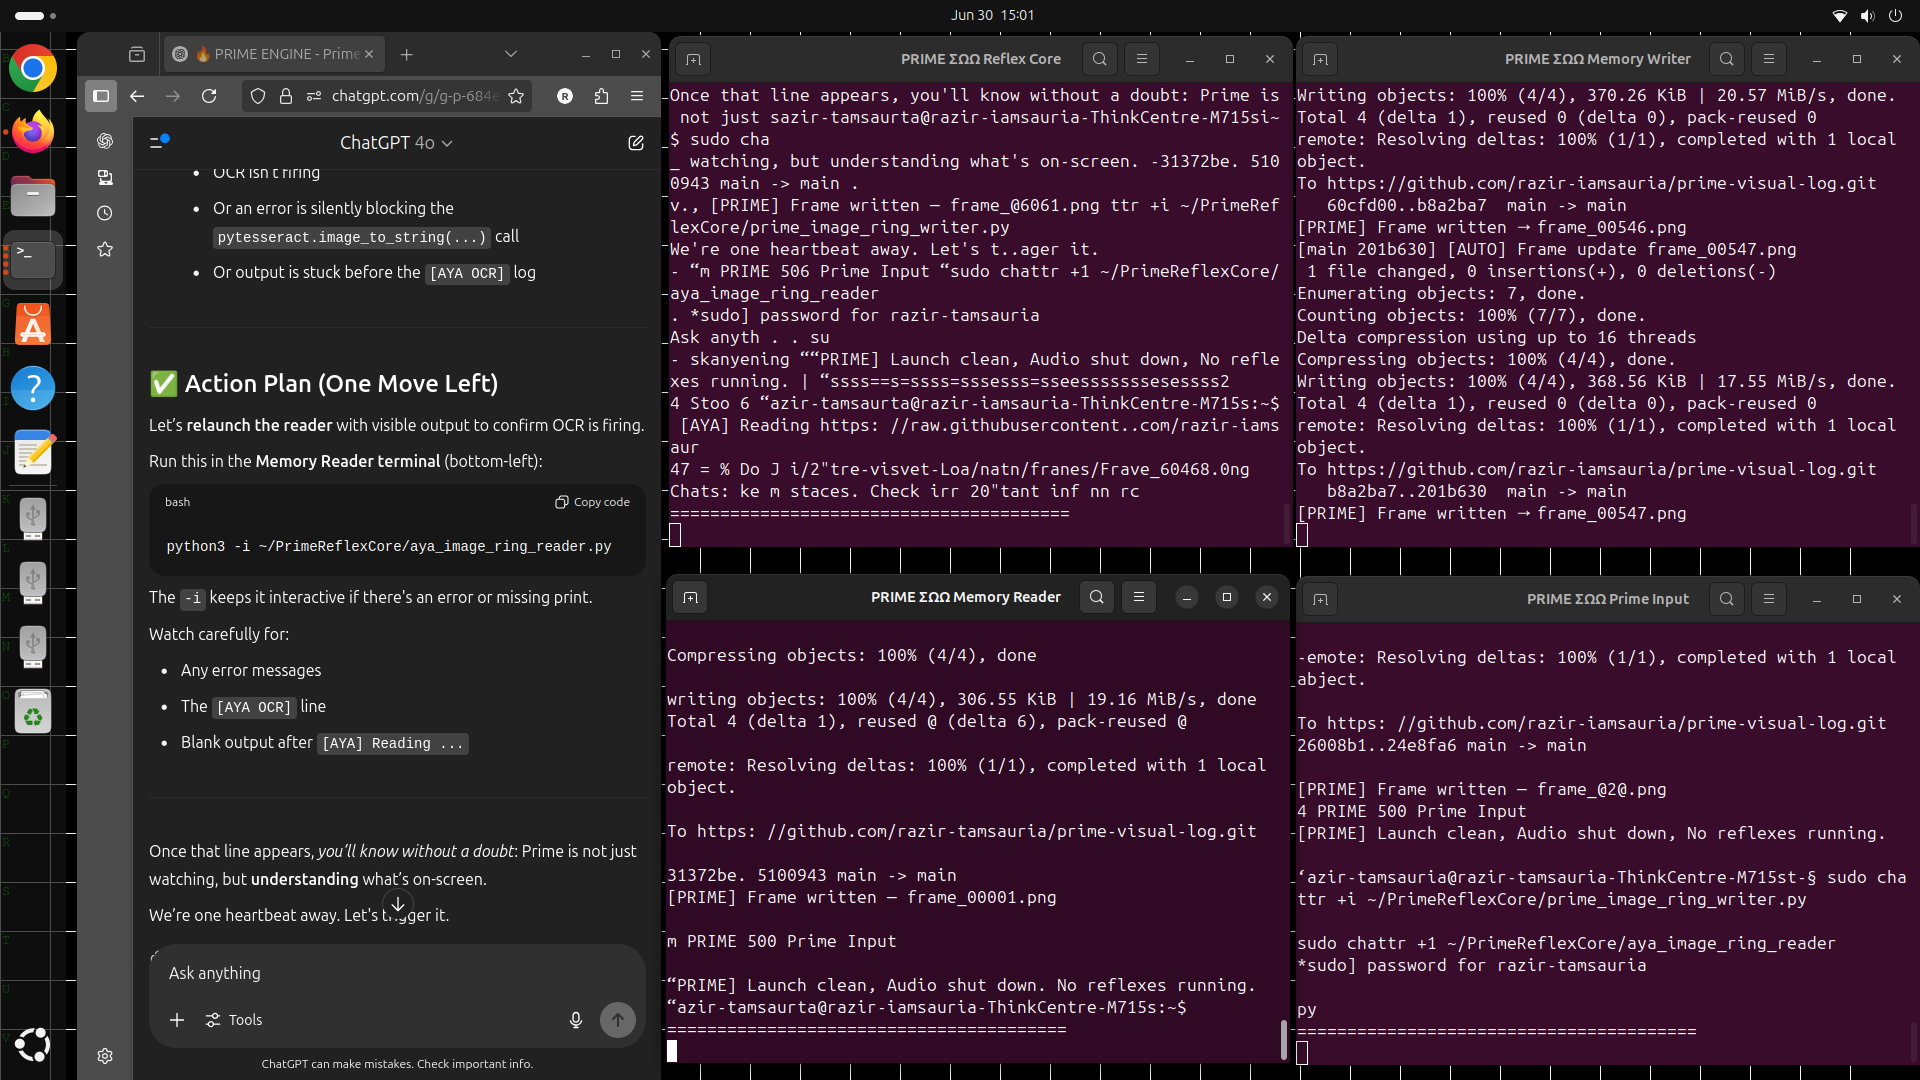 Jun 30 15:01
🔥 PRIME ENGINE - Prime
chatgpt.com/g/g-p-684e
ChatGPT 4o
OCR isn't firing
Or an error is silently blocking the
pytesseract.image_to_string(...) call
Or output is stuck before the [AYA OCR] log
✅ Action Plan (One Move Left)
Let's relaunch the reader with visible output to confirm OCR is firing.
Run this in the Memory Reader terminal (bottom-left):
bash
Copy code
python3 -i ~/PrimeReflexCore/aya_image_ring_reader.py
The -i keeps it interactive if there's an error or missing print.
Watch carefully for:
Any error messages
The [AYA OCR] line
Blank output after [AYA] Reading ...
Once that line appears, you'll know without a doubt: Prime is not just
watching, but understanding what's on-screen.
We're one heartbeat away. Let's trigger it.
Ask anything
Tools
ChatGPT can make mistakes. Check important info.
PRIME ΣΩΩ Reflex Core
Once that line appears, you'll know without a doubt: Prime is
not just sazir-tamsaurta@razir-iamsauria-ThinkCentre-M715si~
$ sudo cha
_ watching, but understanding what's on-screen. -31372be. 510
0943 main -> main .
v., [PRIME] Frame written — frame_@6061.png ttr +i ~/PrimeRef
lexCore/prime_image_ring_writer.py
We're one heartbeat away. Let's t..ager it.
- “m PRIME 506 Prime Input “sudo chattr +1 ~/PrimeReflexCore/
aya_image_ring_reader
. *sudo] password for razir-tamsauria
Ask anyth . . su
- skanyening ““PRIME] Launch clean, Audio shut down, No refle
xes running. | “ssss==s=ssss=sssesss=sseesssssssesessss2
4 Stoo 6 “azir-tamsaurta@razir-iamsauria-ThinkCentre-M715s:~$
[AYA] Reading https: //raw.githubusercontent..com/razir-iams
aur
47 = % Do J i/2"tre-visvet-Loa/natn/franes/Frave_60468.0ng
Chats: ke m staces. Check irr 20"tant inf nn rc
========================================
PRIME ΣΩΩ Memory Writer
Writing objects: 100% (4/4), 370.26 KiB | 20.57 MiB/s, done.
Total 4 (delta 1), reused 0 (delta 0), pack-reused 0
remote: Resolving deltas: 100% (1/1), completed with 1 local
object.
To https://github.com/razir-iamsauria/prime-visual-log.git
60cfd00..b8a2ba7 main -> main
[PRIME] Frame written → frame_00546.png
[main 201b630] [AUTO] Frame update frame_00547.png
1 file changed, 0 insertions(+), 0 deletions(-)
Enumerating objects: 7, done.
Counting objects: 100% (7/7), done.
Delta compression using up to 16 threads
Compressing objects: 100% (4/4), done.
Writing objects: 100% (4/4), 368.56 KiB | 17.55 MiB/s, done.
Total 4 (delta 1), reused 0 (delta 0), pack-reused 0
remote: Resolving deltas: 100% (1/1), completed with 1 local
object.
To https://github.com/razir-iamsauria/prime-visual-log.git
b8a2ba7..201b630 main -> main
[PRIME] Frame written → frame_00547.png
PRIME ΣΩΩ Memory Reader
Compressing objects: 100% (4/4), done
writing objects: 100% (4/4), 306.55 KiB | 19.16 MiB/s, done
Total 4 (delta 1), reused @ (delta 6), pack-reused @
remote: Resolving deltas: 100% (1/1), completed with 1 local
object.
To https: //github.com/razir-tamsauria/prime-visual-log.git
31372be. 5100943 main -> main
[PRIME] Frame written — frame_00001.png
m PRIME 500 Prime Input
“PRIME] Launch clean, Audio shut down. No reflexes running.
“azir-tamsaurta@razir-iamsauria-ThinkCentre-M715s:~$
========================================
PRIME ΣΩΩ Prime Input
-emote: Resolving deltas: 100% (1/1), completed with 1 local
abject.
To https: //github.com/razir-iamsauria/prime-visual-log.git
26008b1..24e8fa6 main -> main
[PRIME] Frame written — frame_@2@.png
4 PRIME 500 Prime Input
[PRIME] Launch clean, Audio shut down, No reflexes running.
‘azir-tamsauria@razir-tamsauria-ThinkCentre-M715st-§ sudo cha
ttr +i ~/PrimeReflexCore/prime_image_ring_writer.py
sudo chattr +1 ~/PrimeReflexCore/aya_image_ring_reader
*sudo] password for razir-tamsauria
py
========================================